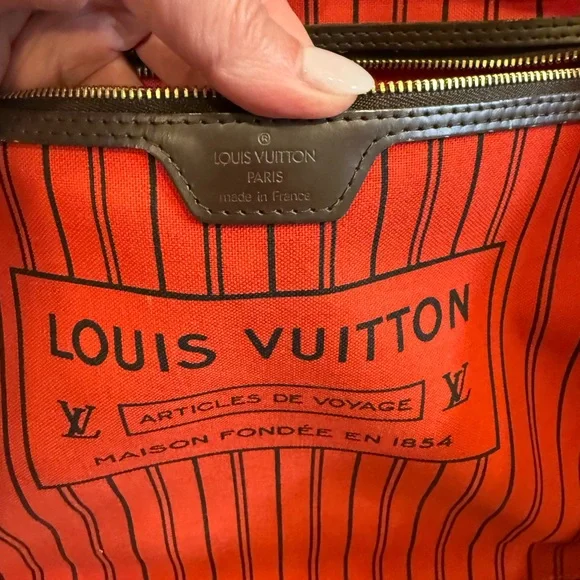 ®
LOUIS VUITTON
PARIS
made in France
LOUIS VUITTON
LV ARTICLES DE VOYAGE LV
MAISON FONDÉE EN 1854